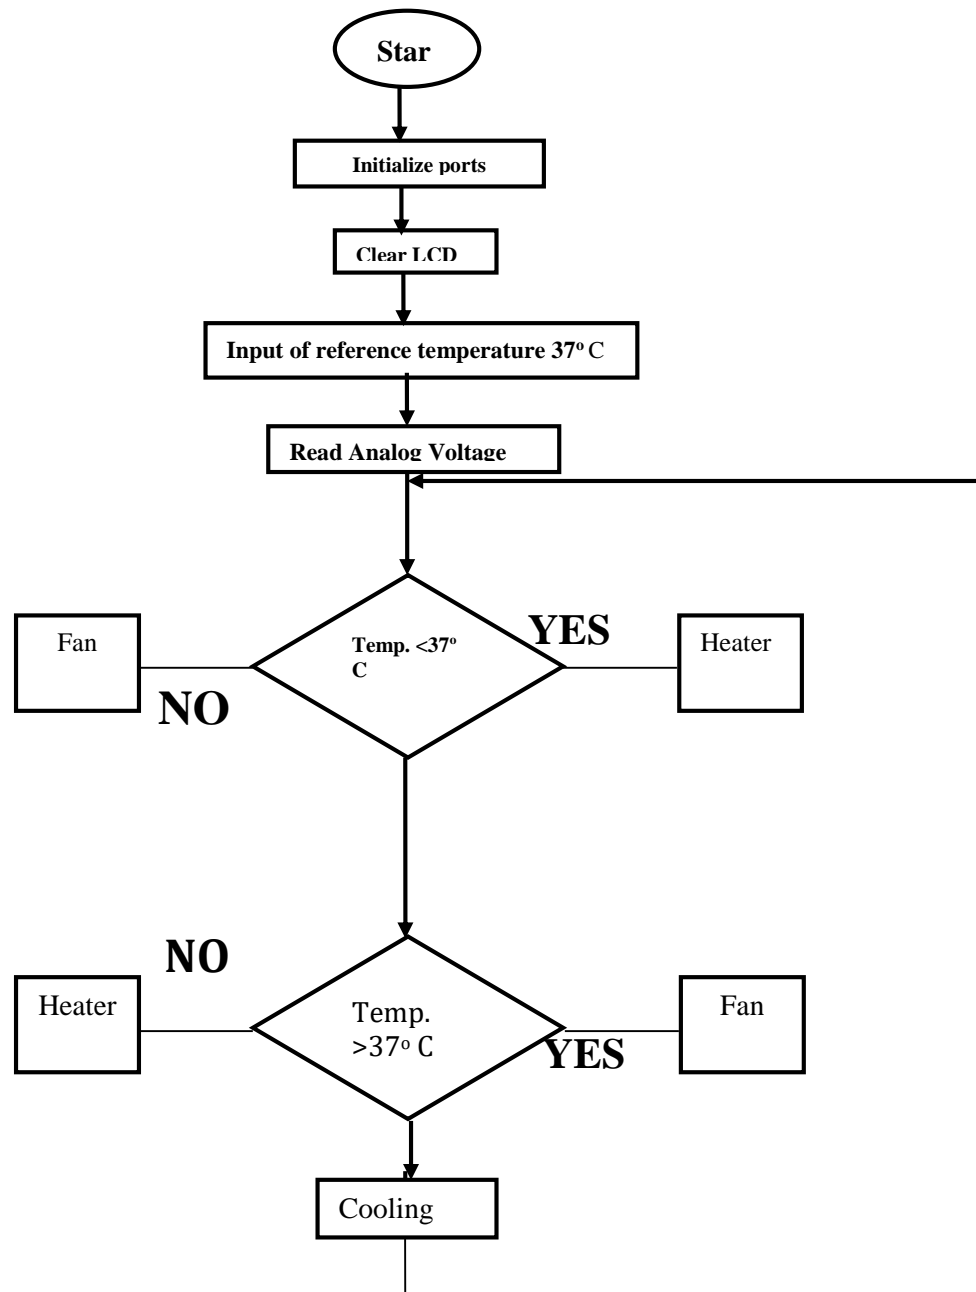 Star
Initialize ports
Clear LCD
Input of reference temperature 37º C
Read Analog Voltage
Fan
Temp. <37º
C
YES
Heater
NO
NO
Heater
Temp.
>37º C
YES
Fan
Cooling